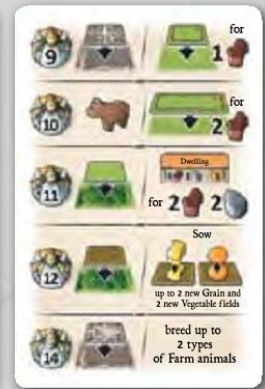 9
for
1
10
for
2
11
Dwelling
for 2 2
12
Sow
up to 2 new Grain and
2 new Vegetable fields
14
breed up to
2 types
of Farm animals